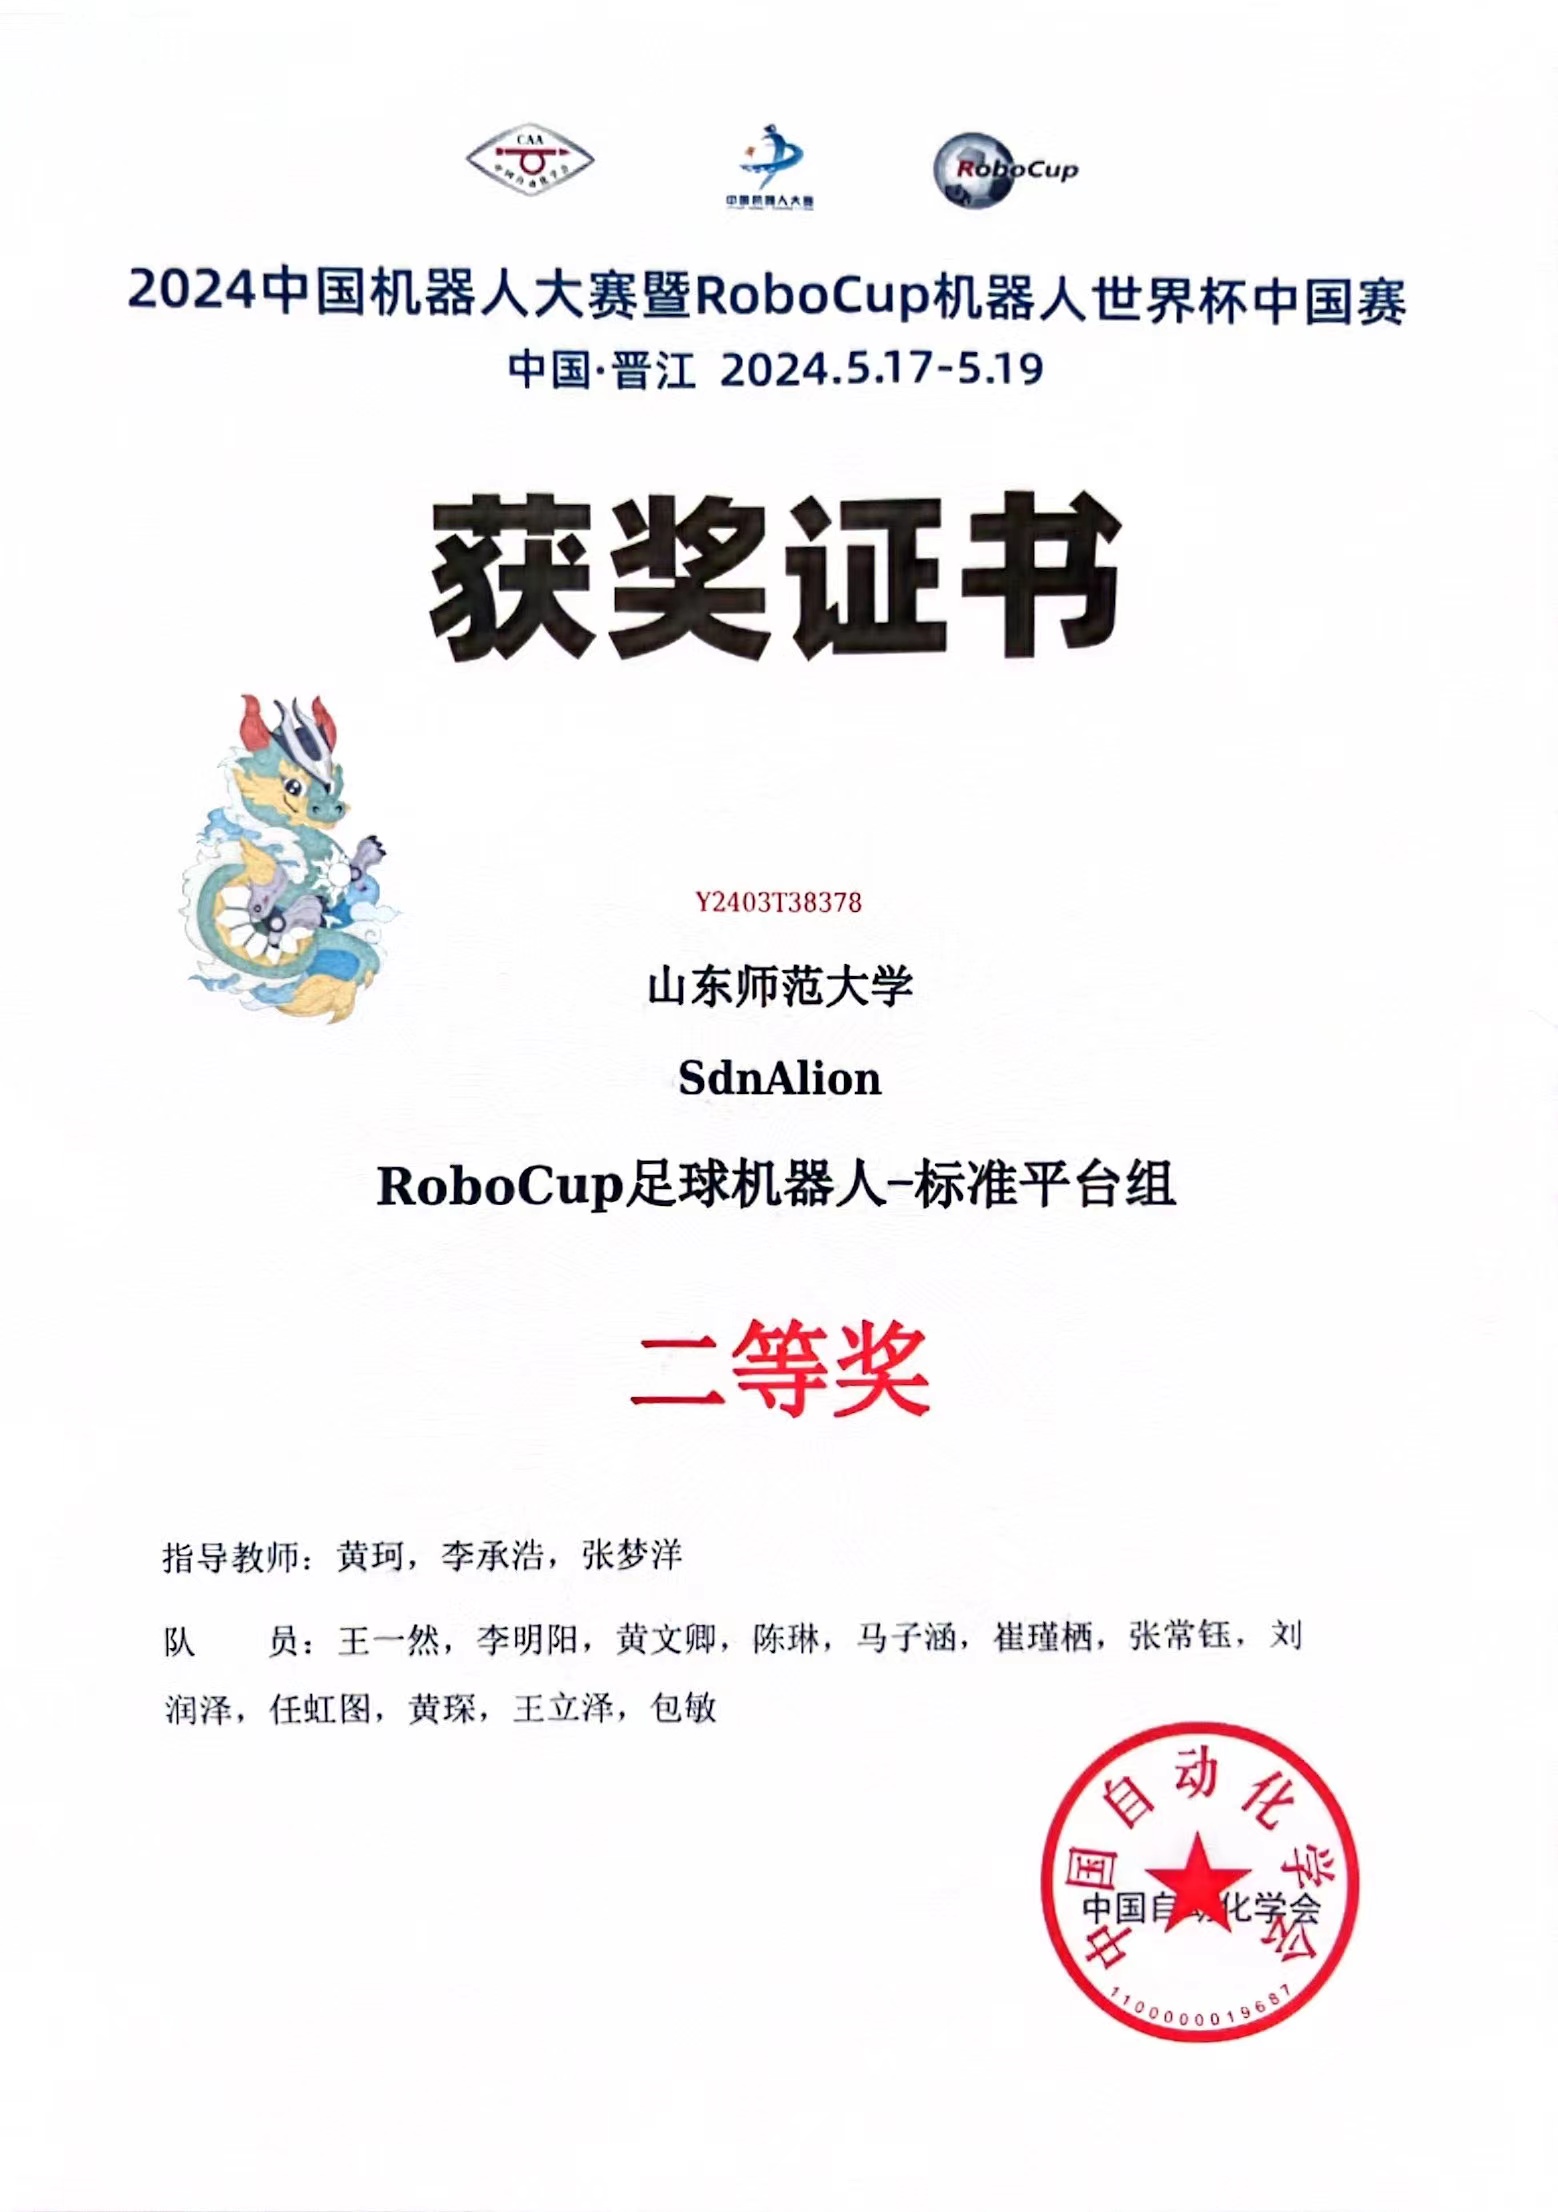 CAA
中国自动化学会
中国机器人大赛
RoboCup
2024中国机器人大赛暨RoboCup机器人世界杯中国赛
中国·晋江 2024.5.17-5.19
获奖证书
Y2403T38378
山东师范大学
SdnAlion
RoboCup足球机器人-标准平台组
二等奖
指导教师：黄珂，李承浩，张梦洋
队 员：王一然，李明阳，黄文卿，陈琳，马子涵，崔瑾栖，张常钰，刘
润泽，任虹图，黄琛，王立泽，包敏
中国自动化学会
中国自动化学会
1100000019687